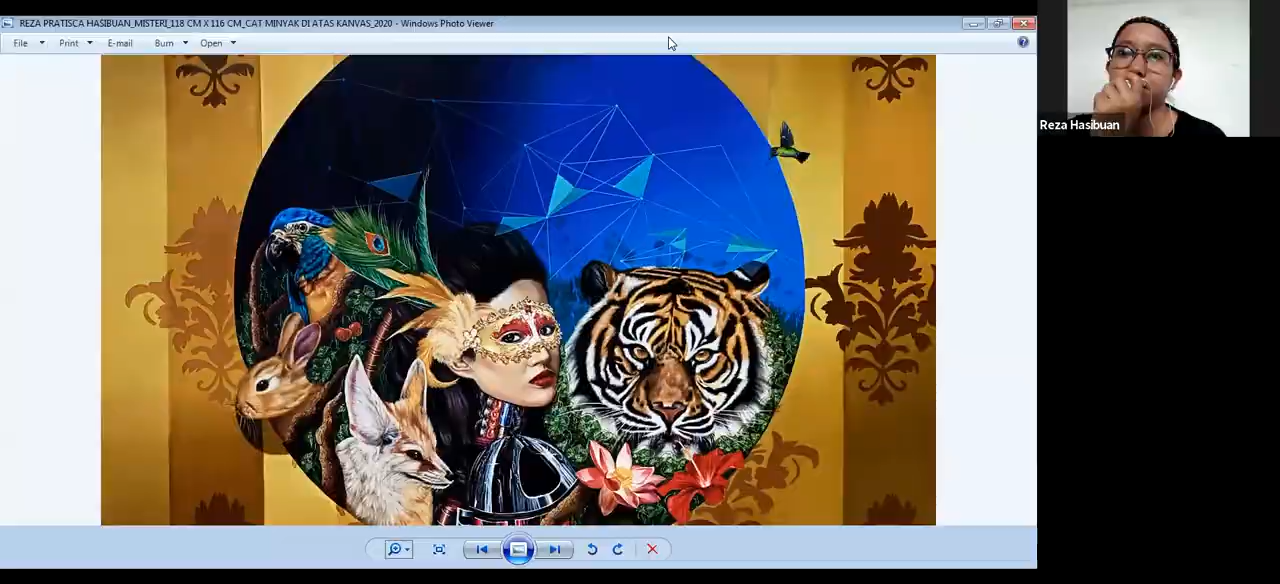 REZA PRATISCA HASIBUAN_MISTERI_118 CM X 116 CM_CAT MINYAK DI ATAS KANVAS_2020 - Windows Photo Viewer
File Print E-mail Burn Open
Reza Hasibuan